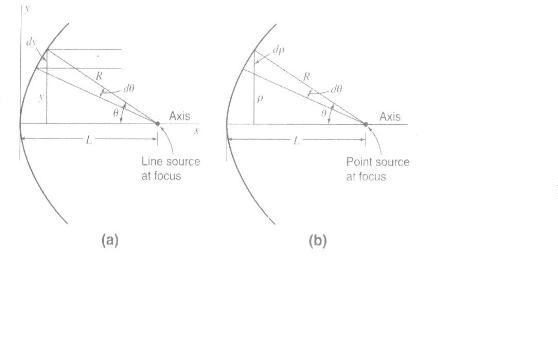 y
dy
R
dθ
y
θ
Axis
x
L
Line source
at focus
(a)
dρ
R
dθ
ρ
θ
Axis
L
Point source
at focus
(b)